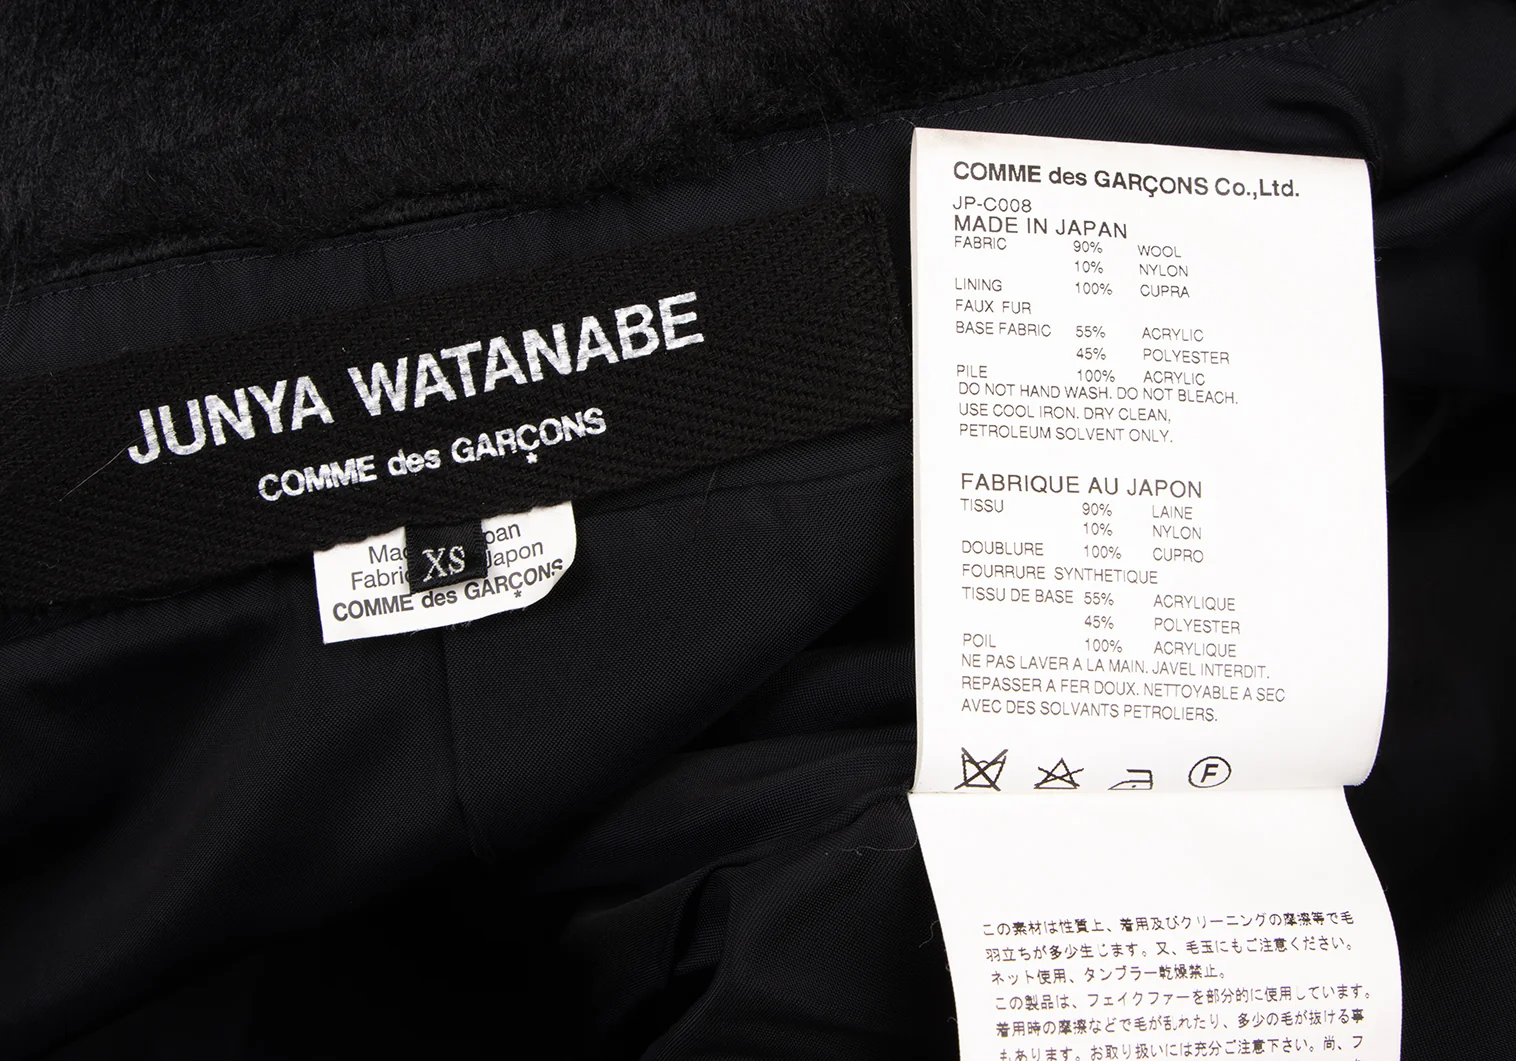 JUNYA WATANABE
COMME des GARÇONS
XS
Japon
COMME des GARÇONS
COMME des GARÇONS Co.,Ltd.
JP-C008
MADE IN JAPAN
FABRIC 90% WOOL
10% NYLON
LINING 100% CUPRA
FAUX FUR
BASE FABRIC 55% ACRYLIC
45% POLYESTER
PILE 100% ACRYLIC
DO NOT HAND WASH. DO NOT BLEACH.
USE COOL IRON. DRY CLEAN,
PETROLEUM SOLVENT ONLY.
FABRIQUE AU JAPON
TISSU 90% LAINE
10% NYLON
DOUBLURE 100% CUPRO
FOURRURE SYNTHETIQUE
TISSU DE BASE 55% ACRYLIQUE
45% POLYESTER
POIL 100% ACRYLIQUE
NE PAS LAVER A LA MAIN. JAVEL INTERDIT.
REPASSER A FER DOUX. NETTOYABLE A SEC
AVEC DES SOLVANTS PETROLIERS.
F
この素材は性質上、着用及びクリーニングの摩擦等で毛
羽立ちが多少生じます。又、毛玉にもご注意ください。
ネット使用、タンブラー乾燥禁止。
この製品は、フェイクファーを部分的に使用しています。
着用時の摩擦などで毛が乱れたり、多少の毛が抜ける事
もあります。お取り扱いには充分ご注意下さい。尚、フ